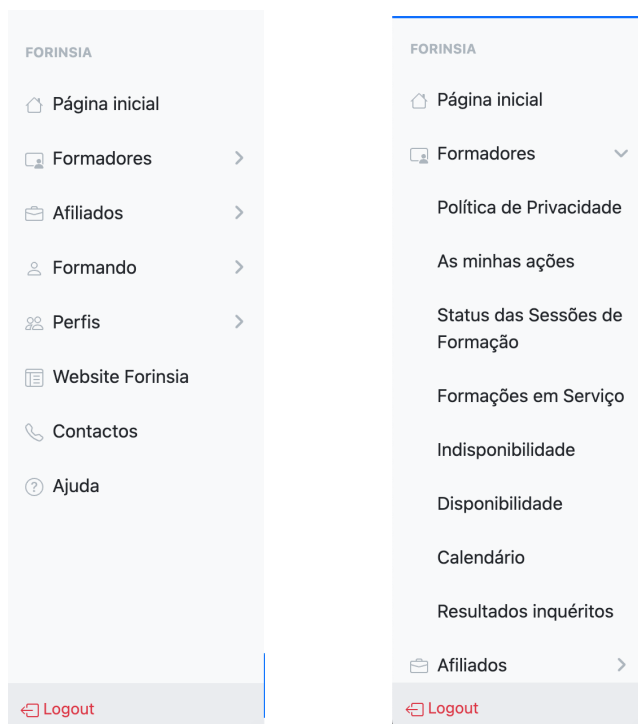 FORINSIA
Página inicial
Formadores
Afiliados
Formando
Perfis
Website Forinsia
Contactos
Ajuda
Logout
FORINSIA
Página inicial
Formadores
Política de Privacidade
As minhas ações
Status das Sessões de
Formação
Formações em Serviço
Indisponibilidade
Disponibilidade
Calendário
Resultados inquéritos
Afiliados
Logout